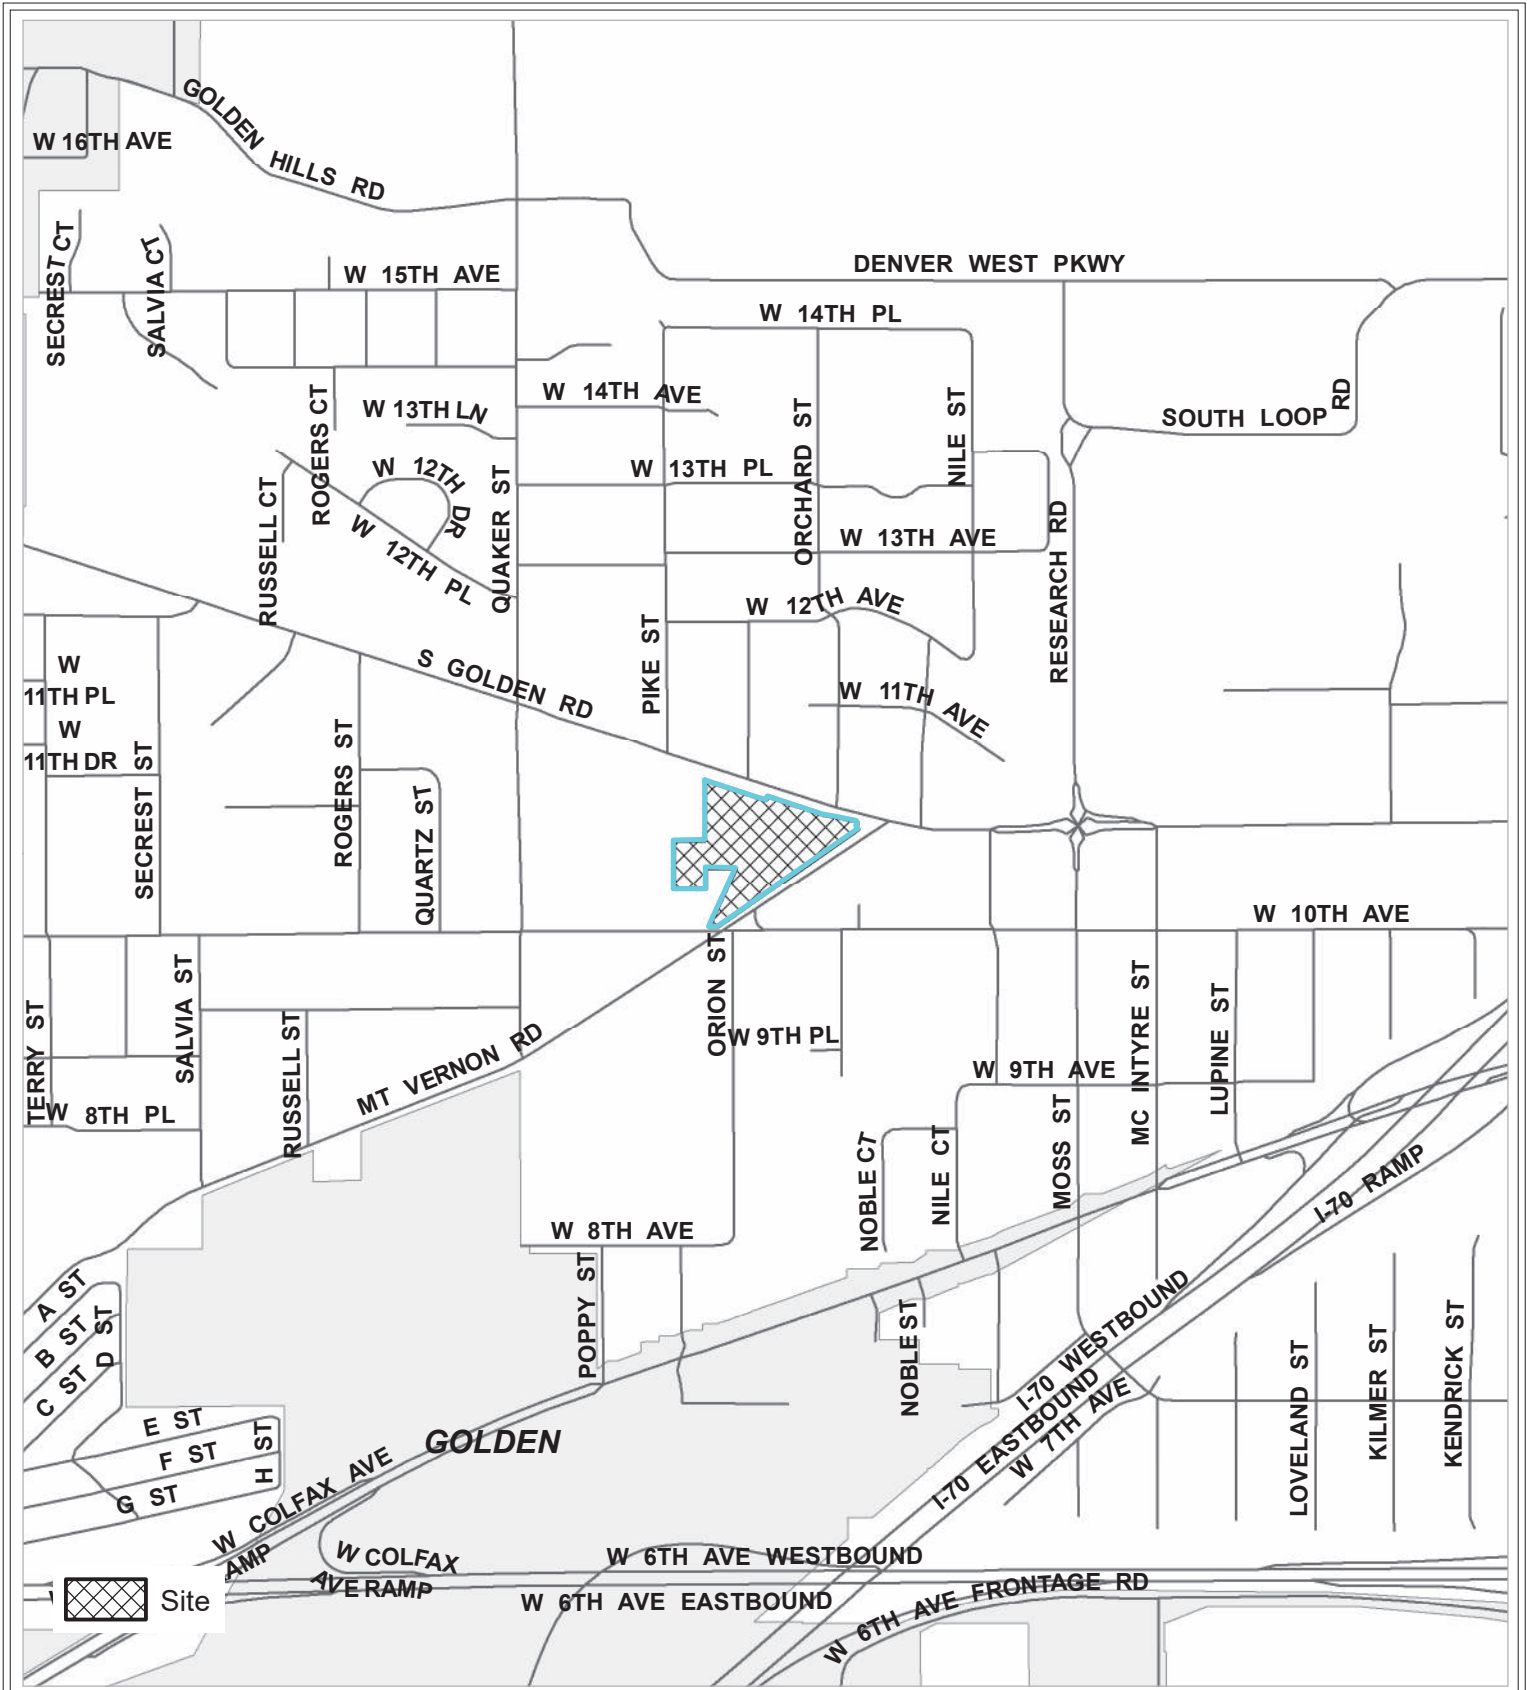 GOLDEN HILLS RD
W 16TH AVE
SECREST CT
SALVIA CT
W 15TH AVE
DENVER WEST PKWY
W 14TH PL
W 14TH AVE
ROGERS CT
W 13TH LN
ORCHARD ST
NILE ST
SOUTH LOOP RD
W 12TH DR
W 13TH PL
RUSSELL CT
QUAKER ST
W 12TH PL
W 13TH AVE
RESEARCH RD
W 12TH AVE
PIKE ST
W
11TH PL
W
11TH DR
S GOLDEN RD
W 11TH AVE
SECREST ST
ROGERS ST
QUARTZ ST
W 10TH AVE
TERRY ST
SALVIA ST
RUSSELL ST
MT VERNON RD
ORION ST
W 9TH PL
W 9TH AVE
MC INTYRE ST
LUPINE ST
W 8TH PL
MOSS ST
NOBLE CT
NILE CT
I-70 RAMP
W 8TH AVE
POPPY ST
A ST
B ST
C ST
D ST
NOBLE ST
I-70 WESTBOUND
I-70 EASTBOUND
W 7TH AVE
LOVELAND ST
KILMER ST
KENDRICK ST
E ST
F ST
G ST
H ST
GOLDEN
W COLFAX AVE
AMP
W COLFAX
AVE RAMP
W 6TH AVE WESTBOUND
W 6TH AVE EASTBOUND
W 6TH AVE FRONTAGE RD
Site